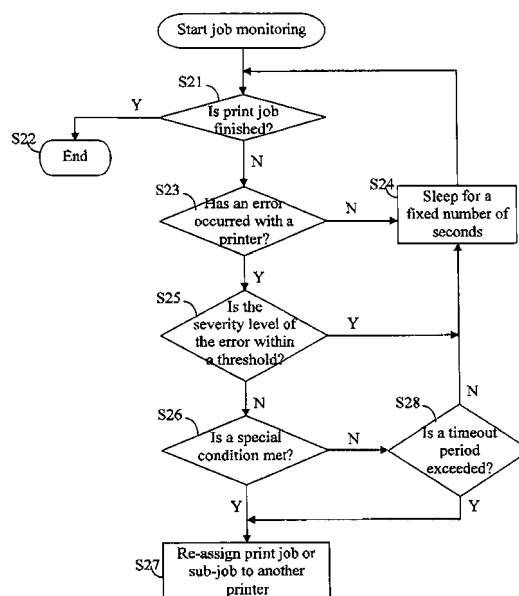 Start job monitoring
S21
Y
Is print job
finished?
S22
End
N
S23
Has an error
occurred with a
printer?
N
S24
Sleep for a
fixed number of
seconds
Y
S25
Is the
severity level of
the error within
a threshold?
Y
N
N
S26
Is a special
condition met?
N
S28
Is a timeout
period
exceeded?
Y
Y
S27
Re-assign print job or
sub-job to another
printer